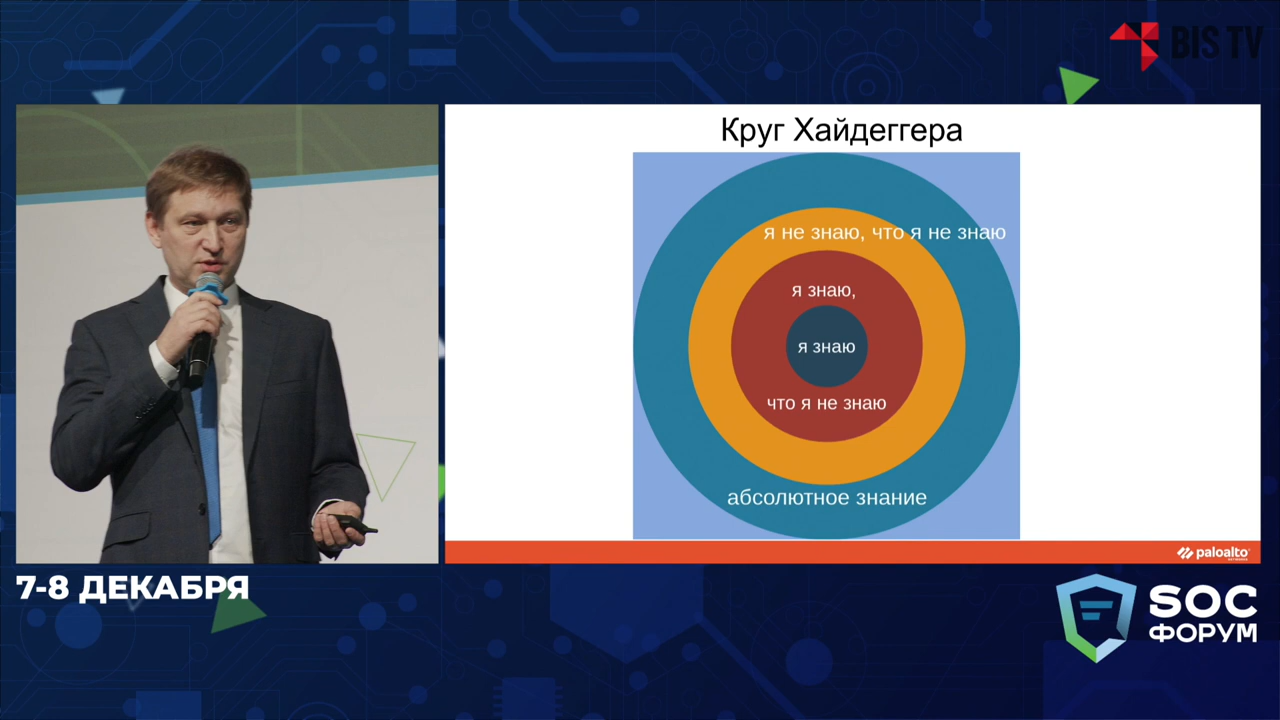 BIS TV
Круг Хайдеггера
я не знаю, что я не знаю
я знаю,
я знаю
что я не знаю
абсолютное знание
paloalto
7-8 ДЕКАБРЯ
SOC
ФОРУМ